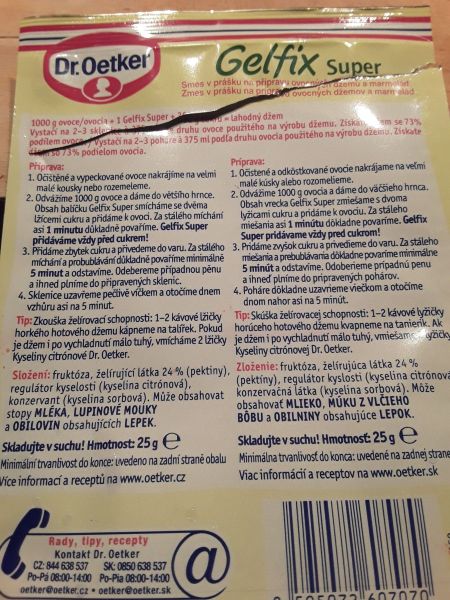 Dr.Oetker
Gelfix Super
Směs v prášku na přípravu ovocných džemů a marmelád
Zmes v prášku na prípravu ovocných džemov a marmelád
1000 g ovoce/ovocia + 1 Gelfix Super + = lahodný džem
Vystačí na 2–3 sklenice à 375 druhu ovoce použitého na výrobu džemu. Získáte džem se 73%
podílem ovoce. / Vystačí na 2–3 poháre à 375 ml podľa druhu ovocia použitého na výrobu džemu. Získate
džem so 73% podielom ovocia.
Příprava:
1. Očištěné a vypeckované ovoce nakrájíme na velmi
malé kousky nebo rozemeleme.
2. Odvážíme 1000 g ovoce a dáme do většího hrnce.
Obsah balíčku Gelfix Super smícháme se dvěma
lžícemi cukru a přidáme k ovoci. Za stálého míchání
asi 1 minutu důkladně povaříme. Gelfix Super
přidáváme vždy před cukrem!
3. Přidáme zbytek cukru a přivedeme do varu. Za stálého
míchání a probublávání důkladně povaříme minimálně
5 minut a odstavíme. Odebereme případnou pěnu
a ihned plníme do připravených sklenic.
4. Sklenice uzavřeme pečlivě víčkem a otočíme dnem
vzhůru asi na 5 minut.
Tip: Zkouška želírovací schopnosti: 1–2 kávové lžičky
horkého hotového džemu kápneme na talířek. Pokud
je džem i po vychladnutí málo tuhý, vmícháme 2 lžičky
Kyseliny citrónové Dr. Oetker.
Složení: fruktóza, želírující látka 24 % (pektiny),
regulátor kyselosti (kyselina citrónová),
konzervant (kyselina sorbová). Může obsahovat
stopy MLÉKA, LUPINOVÉ MOUKY
a OBILOVIN obsahujících LEPEK.
Skladujte v suchu! Hmotnost: 25 g ℮
Minimální trvanlivost do konce: uvedeno na zadní straně obalu
Více informací a receptů na www.oetker.cz
Príprava:
1. Očistené a odkôstkované ovocie nakrájame na veľmi
malé kúsky alebo rozomelieme.
2. Odvážime 1000 g ovocia a dáme do väčšieho hrnca.
Obsah vrecka Gelfix Super zmiešame s dvoma
lyžicami cukru a pridáme k ovociu. Za stáleho
miešania asi 1 minútu dôkladne povaríme. Gelfix
Super pridávame vždy pred cukrom!
3. Pridáme zvyšok cukru a privedieme do varu. Za stáleho
miešania a prebublávania dôkladne povaríme minimálne
5 minút a odstavíme. Odoberieme prípadnú penu
a ihneď plníme do pripravených pohárov.
4. Poháre dôkladne uzavrieme viečkom a otočíme
dnom nahor asi na 5 minút.
Tip: Skúška želírovacej schopnosti: 1–2 kávové lyžičky
horúceho hotového džemu kvapneme na tanierik. Ak
je džem i po vychladnutí málo tuhý, vmiešame lyžičky
Kyseliny citrónovej Dr. Oetker.
Zloženie: fruktóza, želírujúca látka 24 %
(pektíny), regulátor kyslosti (kyselina citrónová),
konzervačná látka (kyselina sorbová). Môže
obsahovať MLIEKO, MÚKU Z VLČIEHO
BÔBU a OBILNINY obsahujúce LEPOK.
Skladujte v suchu! Hmotnosť: 25 g ℮
Minimálna trvanlivosť do konca: uvedené na zadnej strane
Viac informácií a receptov na www.oetker.sk
Rady, tipy, recepty
Kontakt Dr. Oetker
CZ: 844 638 537 SK: 0850 638 537
Po-Pá 08:00-14:00 Po-Pia 08:00-14:00
oetker@oetker.cz • oetker@oetker.sk
@